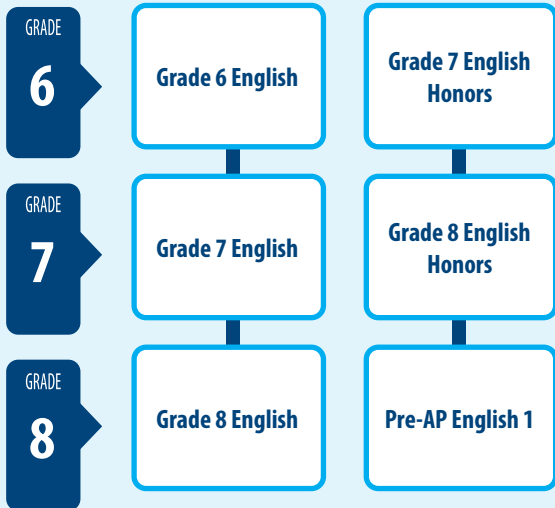 GRADE
6
Grade 6 English
Grade 7 English
Honors
GRADE
7
Grade 7 English
Grade 8 English
Honors
GRADE
8
Grade 8 English
Pre-AP English 1